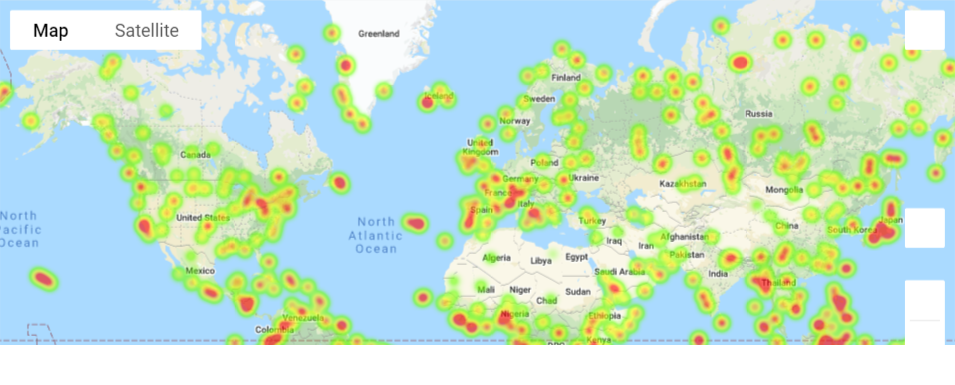 Map
Satellite
Greenland
Iceland
Finland
Sweden
Norway
Russia
Canada
United
Kingdom
Poland
Germany
Ukraine
France
Kazakhstan
Mongolia
North
Pacific
Ocean
United States
North
Atlantic
Ocean
Spain
Italy
Turkey
China
South Korea
Japan
Mexico
Algeria
Libya
Egypt
Iraq
Iran
Afghanistan
Pakistan
Saudi Arabia
India
Thailand
Mali
Niger
Chad
Sudan
Venezuela
Colombia
Nigeria
Ethiopia
Kenya
DRC